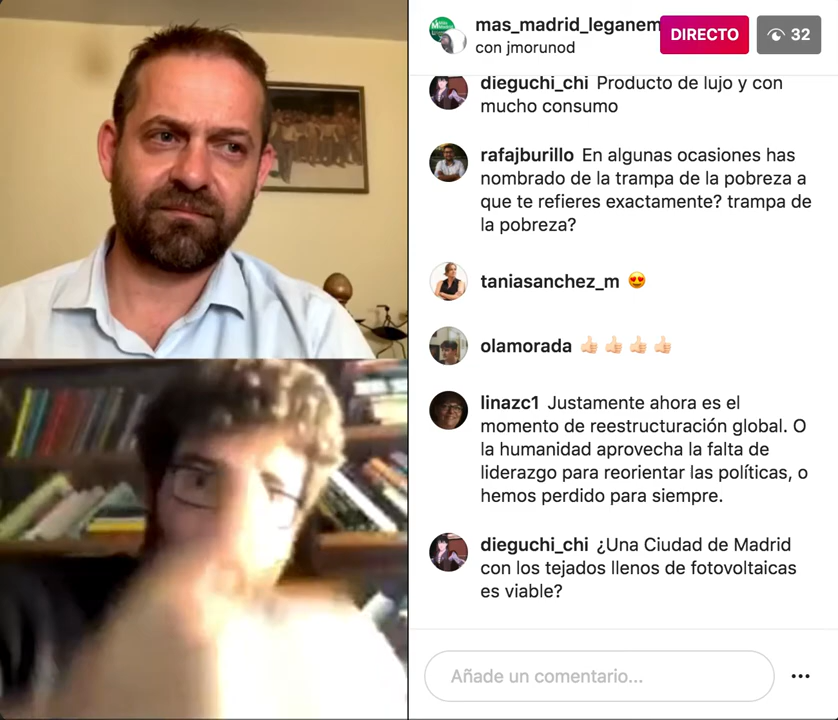 mas_madrid_leganem
con jmorunod
DIRECTO
32
dieguchi_chi Producto de lujo y con
mucho consumo
rafajburillo En algunas ocasiones has
nombrado de la trampa de la pobreza a
que te refieres exactamente? trampa de
la pobreza?
taniasanchez_m 😍
olamorada 👍🏻👍🏻👍🏻👍🏻
linazc1 Justamente ahora es el
momento de reestructuración global. O
la humanidad aprovecha la falta de
liderazgo para reorientar las políticas, o
hemos perdido para siempre.
dieguchi_chi ¿Una Ciudad de Madrid
con los tejados llenos de fotovoltaicas
es viable?
Añade un comentario...